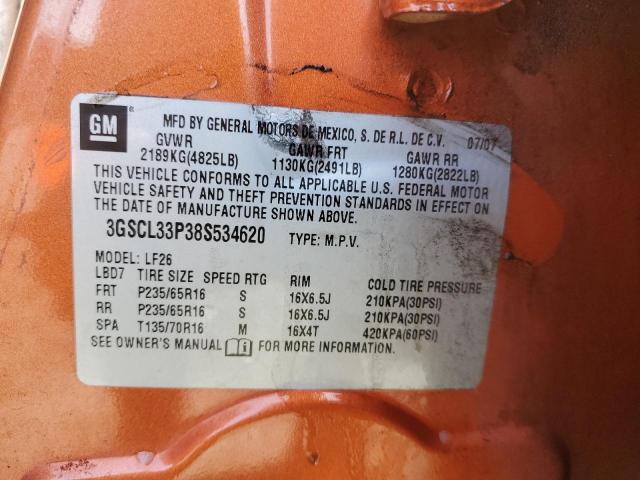 GM ®
MFD BY GENERAL MOTORS DE MEXICO, S. DE R.L. DE C.V. 07/07
GVWR GAWR FRT GAWR RR
2189KG(4825LB) 1130KG(2491LB) 1280KG(2822LB)
THIS VEHICLE CONFORMS TO ALL APPLICABLE U.S. FEDERAL MOTOR
VEHICLE SAFETY AND THEFT PREVENTION STANDARDS IN EFFECT ON
THE DATE OF MANUFACTURE SHOWN ABOVE.
3GSCL33P38S534620 TYPE: M.P.V.
MODEL: LF26
LBD7 TIRE SIZE SPEED RTG RIM COLD TIRE PRESSURE
FRT P235/65R16 S 16X6.5J 210KPA(30PSI)
RR P235/65R16 S 16X6.5J 210KPA(30PSI)
SPA T135/70R16 M 16X4T 420KPA(60PSI)
SEE OWNER'S MANUAL FOR MORE INFORMATION.